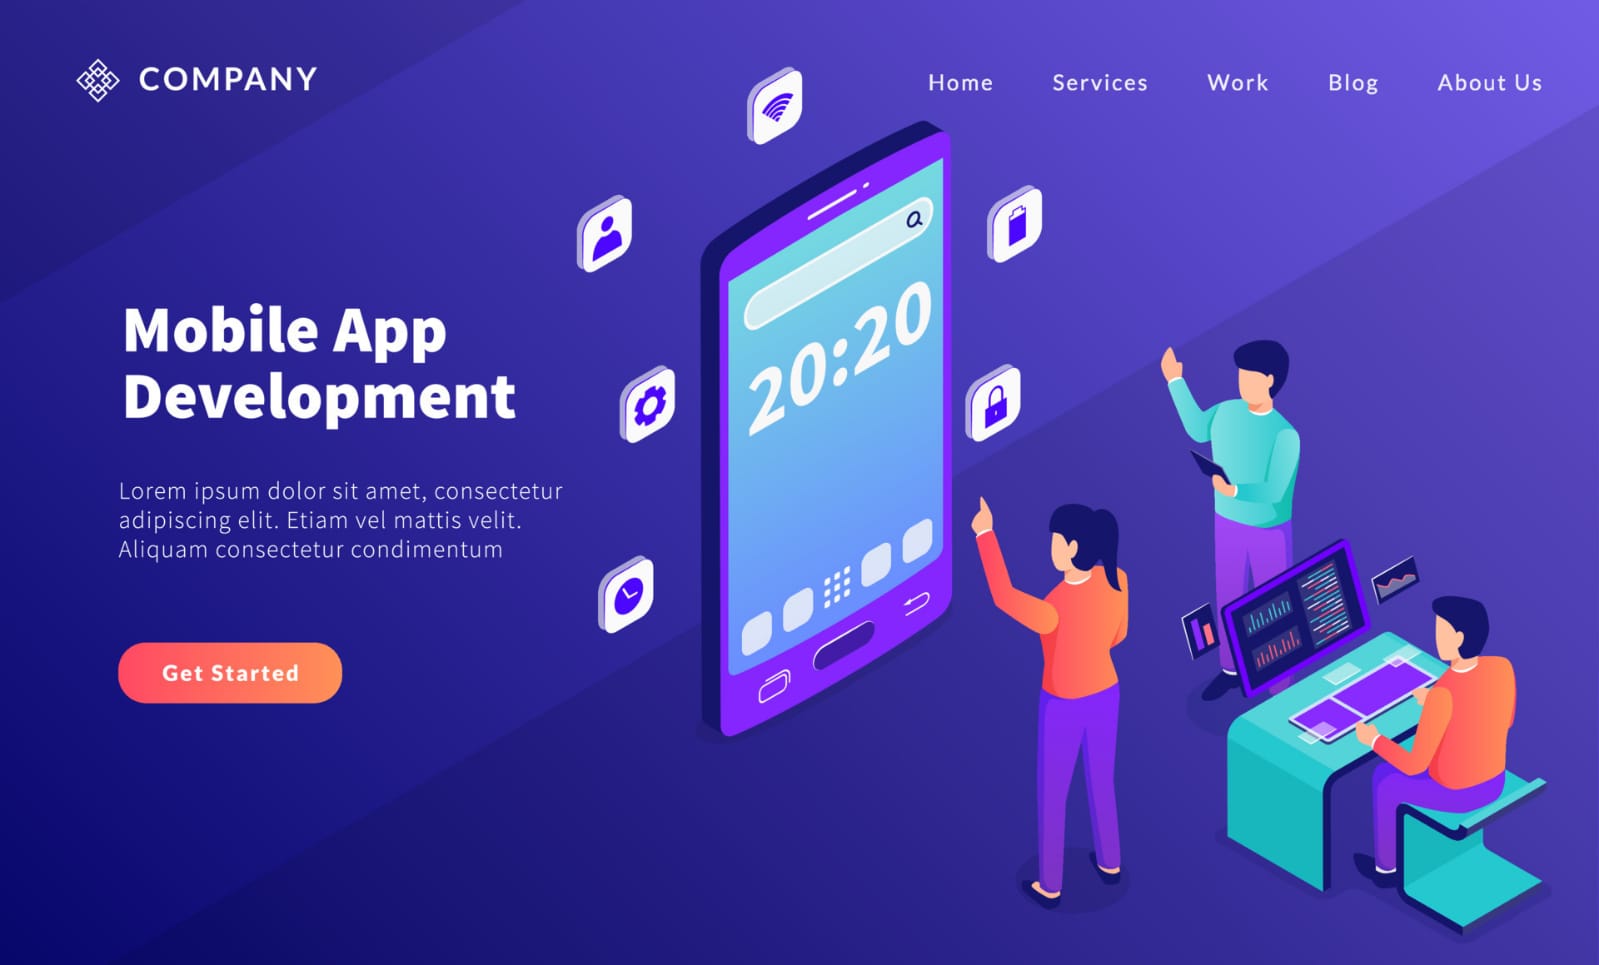 COMPANY
Home Services Work Blog About Us
20:20
Mobile App
Development
Lorem ipsum dolor sit amet, consectetur
adipiscing elit. Etiam vel mattis velit.
Aliquam consectetur condimentum
Get Started